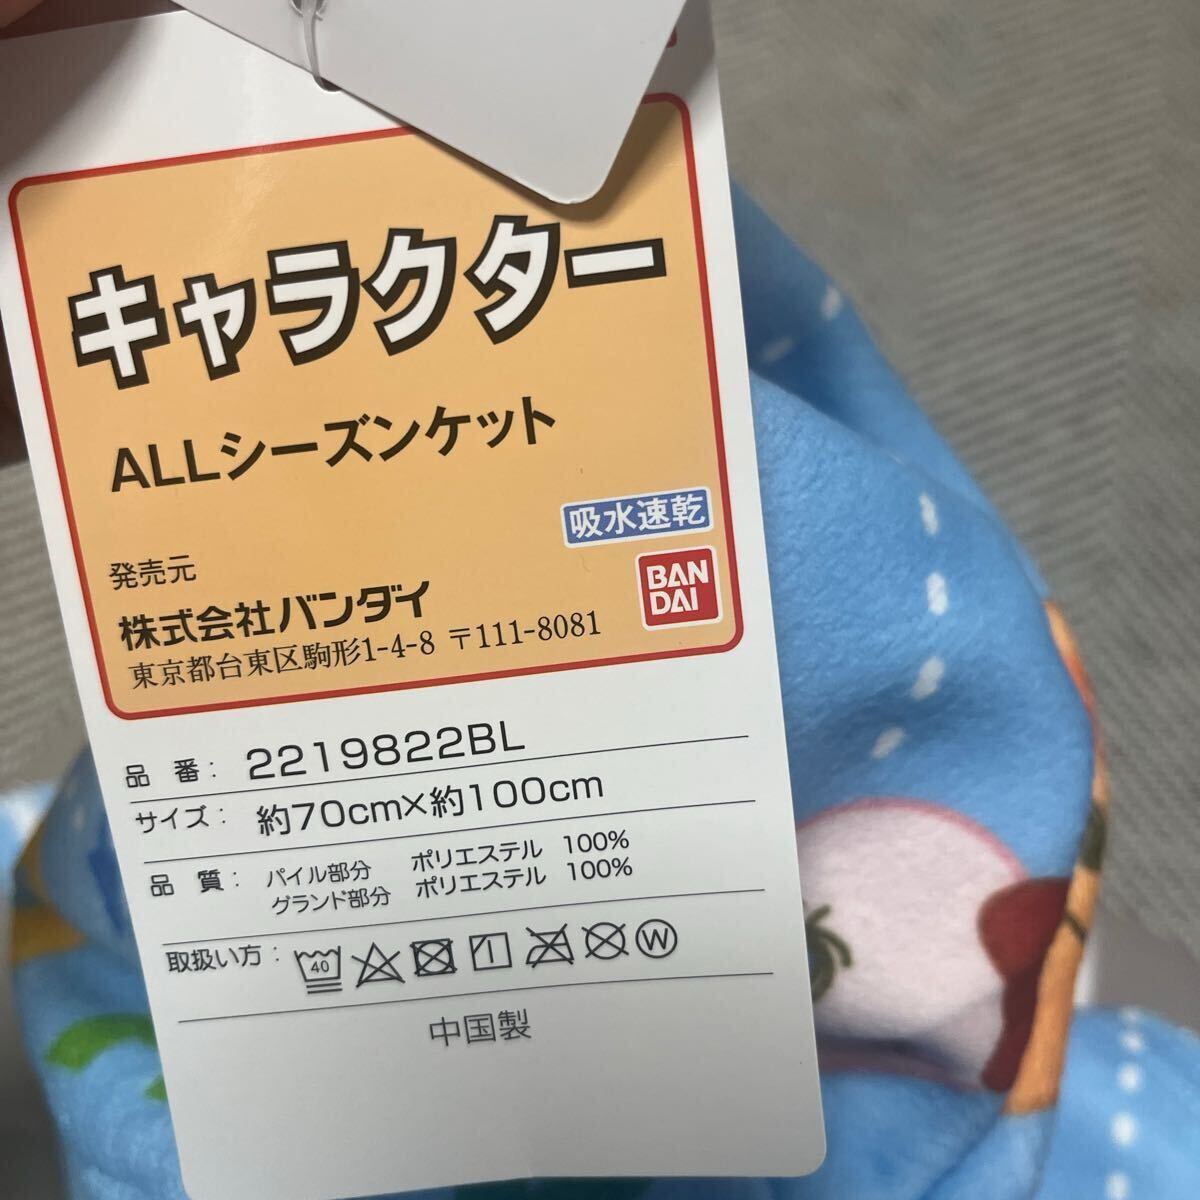 キャラクター
ALLシーズンケット
吸水速乾
発売元
株式会社バンダイ
東京都台東区駒形1-4-8 〒111-8081
BAN
DAI
品 番: 2219822BL
サイズ: 約70cm×約100cm
品 質: パイル部分 ポリエステル 100%
グランド部分 ポリエステル 100%
取扱い方: 40 W
中国製